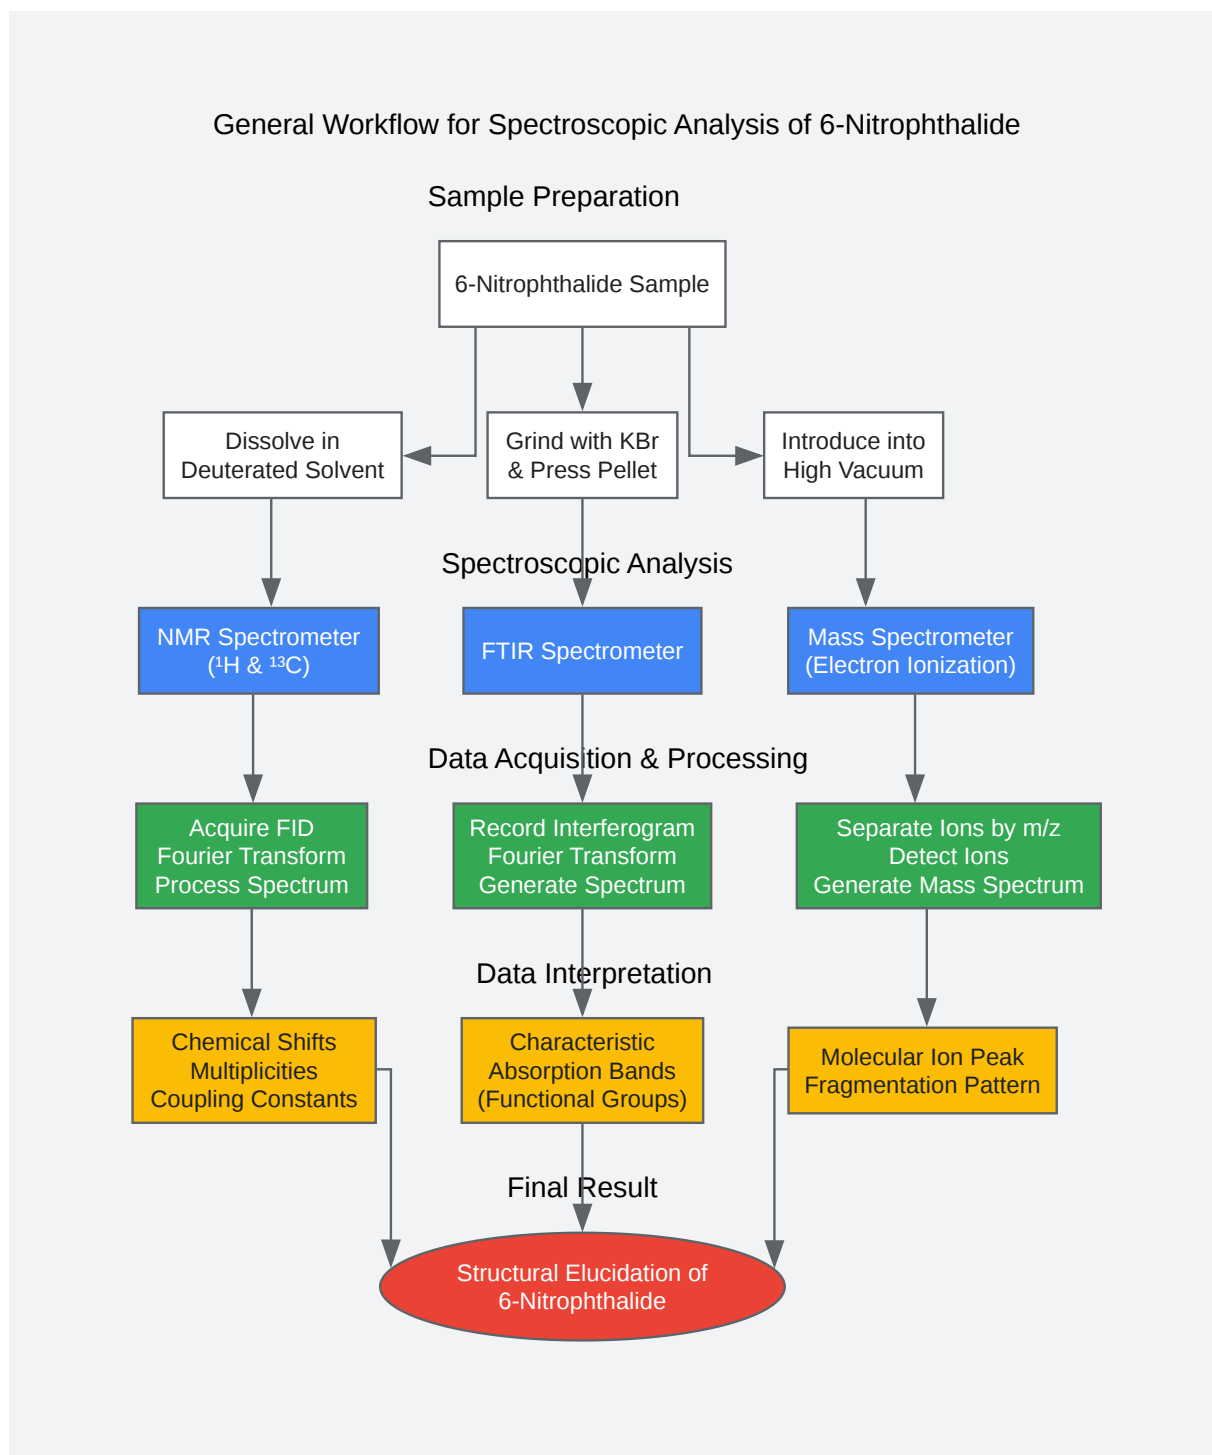 General Workflow for Spectroscopic Analysis of 6-Nitrophthalide
Sample Preparation
6-Nitrophthalide Sample
Dissolve in
Deuterated Solvent
Grind with KBr
& Press Pellet
Introduce into
High Vacuum
Spectroscopic Analysis
NMR Spectrometer
(¹H & ¹³C)
FTIR Spectrometer
Mass Spectrometer
(Electron Ionization)
Data Acquisition & Processing
Acquire FID
Fourier Transform
Process Spectrum
Record Interferogram
Fourier Transform
Generate Spectrum
Separate Ions by m/z
Detect Ions
Generate Mass Spectrum
Data Interpretation
Chemical Shifts
Multiplicities
Coupling Constants
Characteristic
Absorption Bands
(Functional Groups)
Molecular Ion Peak
Fragmentation Pattern
Final Result
Structural Elucidation of
6-Nitrophthalide